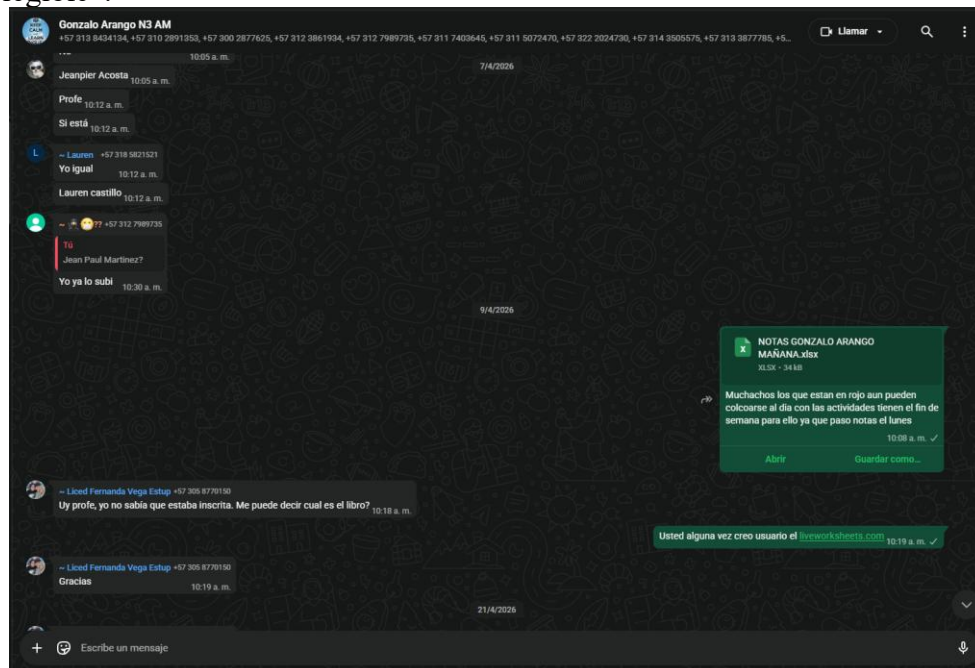 Gonzalo Arango N3 AM
+57 313 8434134, +57 310 2891353, +57 300 2877625, +57 312 3861934, +57 312 7989735, +57 311 7403645, +57 311 5072470, +57 322 2024730, +57 314 3505575, +57 313 3877785, +5...
Llamar
10:05 a. m.
7/4/2026
Jeanpier Acosta 10:05 a. m.
Profe 10:12 a. m.
Si está 10:12 a. m.
L
~ Lauren +57 318 5821521
Yo igual 10:12 a. m.
Lauren castillo 10:12 a. m.
?? +57 312 7989735
Tú
Jean Paul Martinez?
Yo ya lo subi 10:30 a. m.
9/4/2026
NOTAS GONZALO ARANGO
MAÑANA.xlsx
XLSX • 34 kB
Muchachos los que estan en rojo aun pueden
colcoarse al dia con las actividades tienen el fin de
semana para ello ya que paso notas el lunes
10:08 a. m.
Abrir Guardar como...
~ Liced Fernanda Vega Estup +57 305 8770150
Uy profe, yo no sabía que estaba inscrita. Me puede decir cual es el libro? 10:18 a. m.
Usted alguna vez creo usuario el liveworksheets.com 10:19 a. m.
~ Liced Fernanda Vega Estup +57 305 8770150
Gracias
10:19 a. m.
21/4/2026
Escribe un mensaje